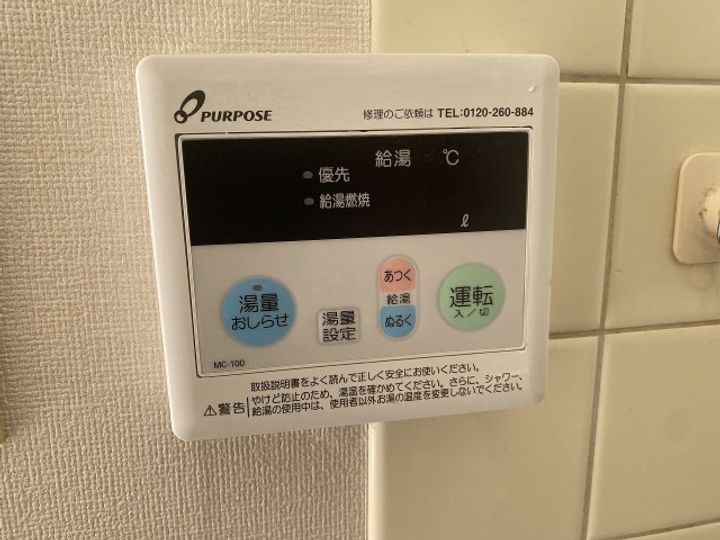 PURPOSE
修理のご依頼は TEL:0120-260-884
給湯 ℃
優先
給湯燃焼
ℓ
湯量
おしらせ
湯量
設定
あつく
給湯
ぬるく
運転
入/切
MC-100
取扱説明書をよく読んで正しく安全にお使いください。
警告
やけど防止のため、湯温を確かめてください。さらに、シャワー、
給湯の使用中は、使用者以外お湯の温度を変更しないでください。